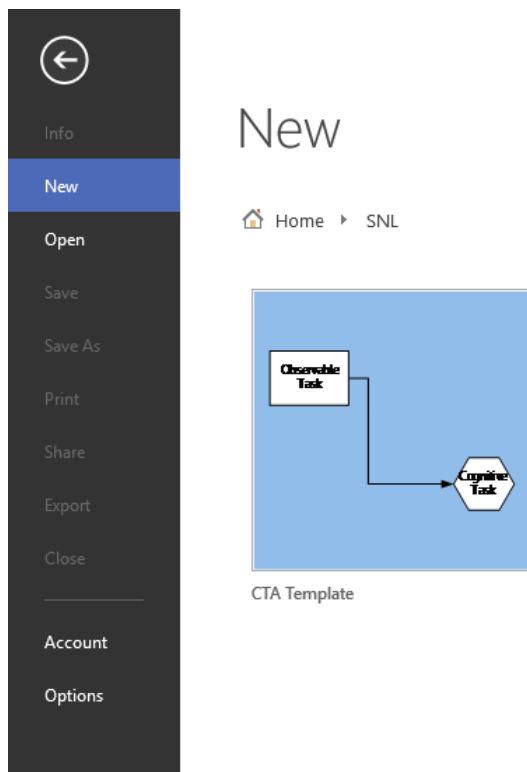 Info
New
Open
Save
Save As
Print
Share
Export
Close
Account
Options
New
Home SNL
Observable
Task
Cognitive
Task
CTA Template